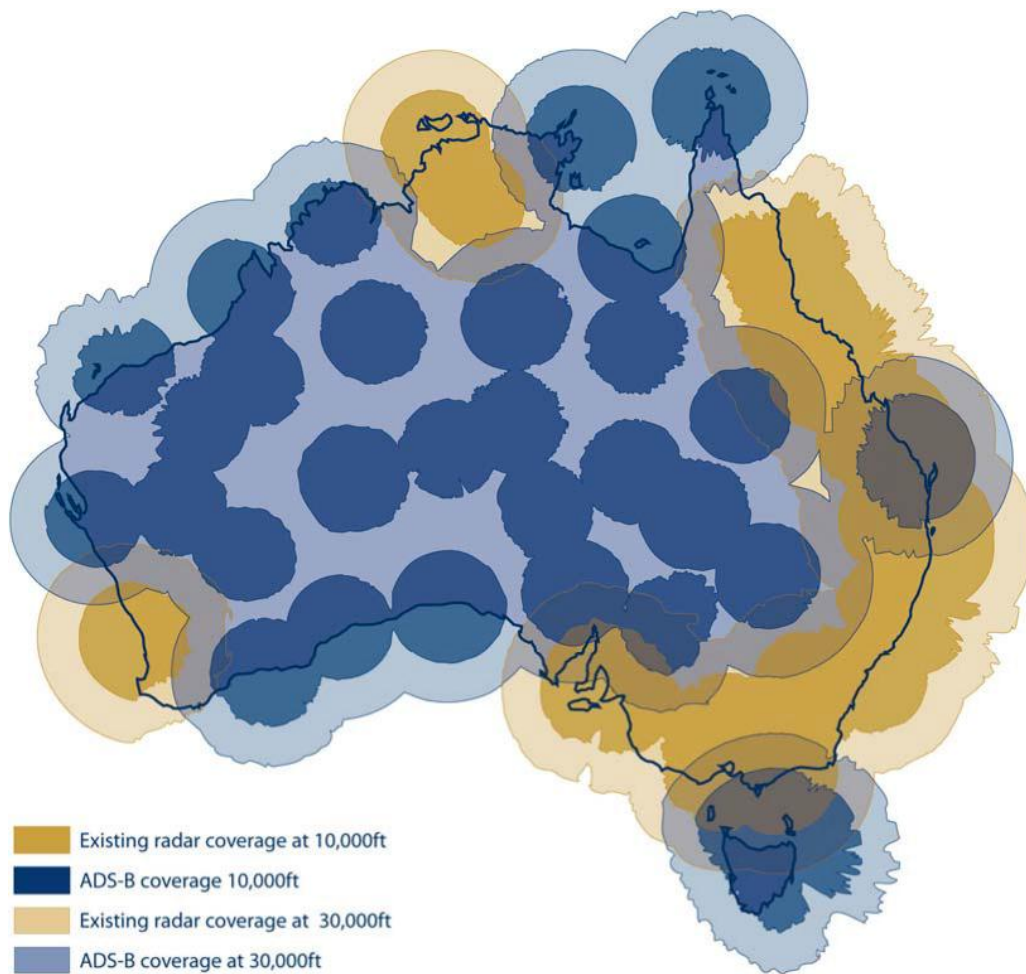 Existing radar coverage at 10,000ft
ADS-B coverage 10,000ft
Existing radar coverage at 30,000ft
ADS-B coverage at 30,000ft